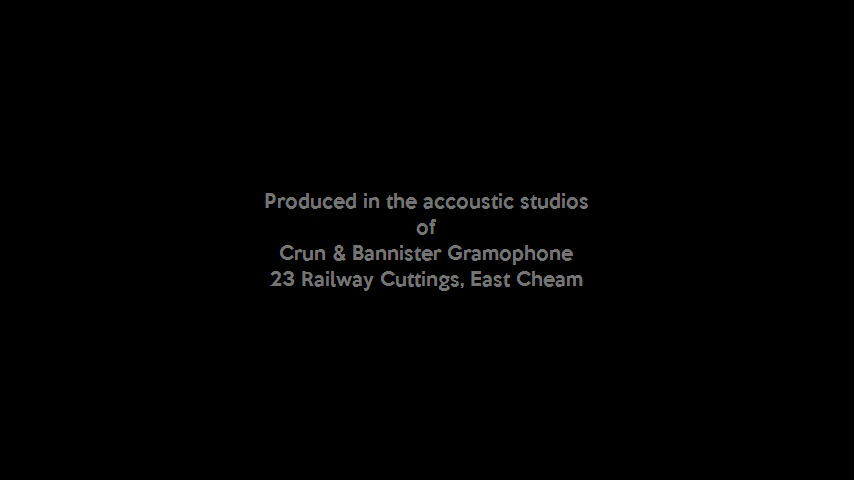 Produced in the accoustic studios
of
Crun & Bannister Gramophone
23 Railway Cuttings, East Cheam